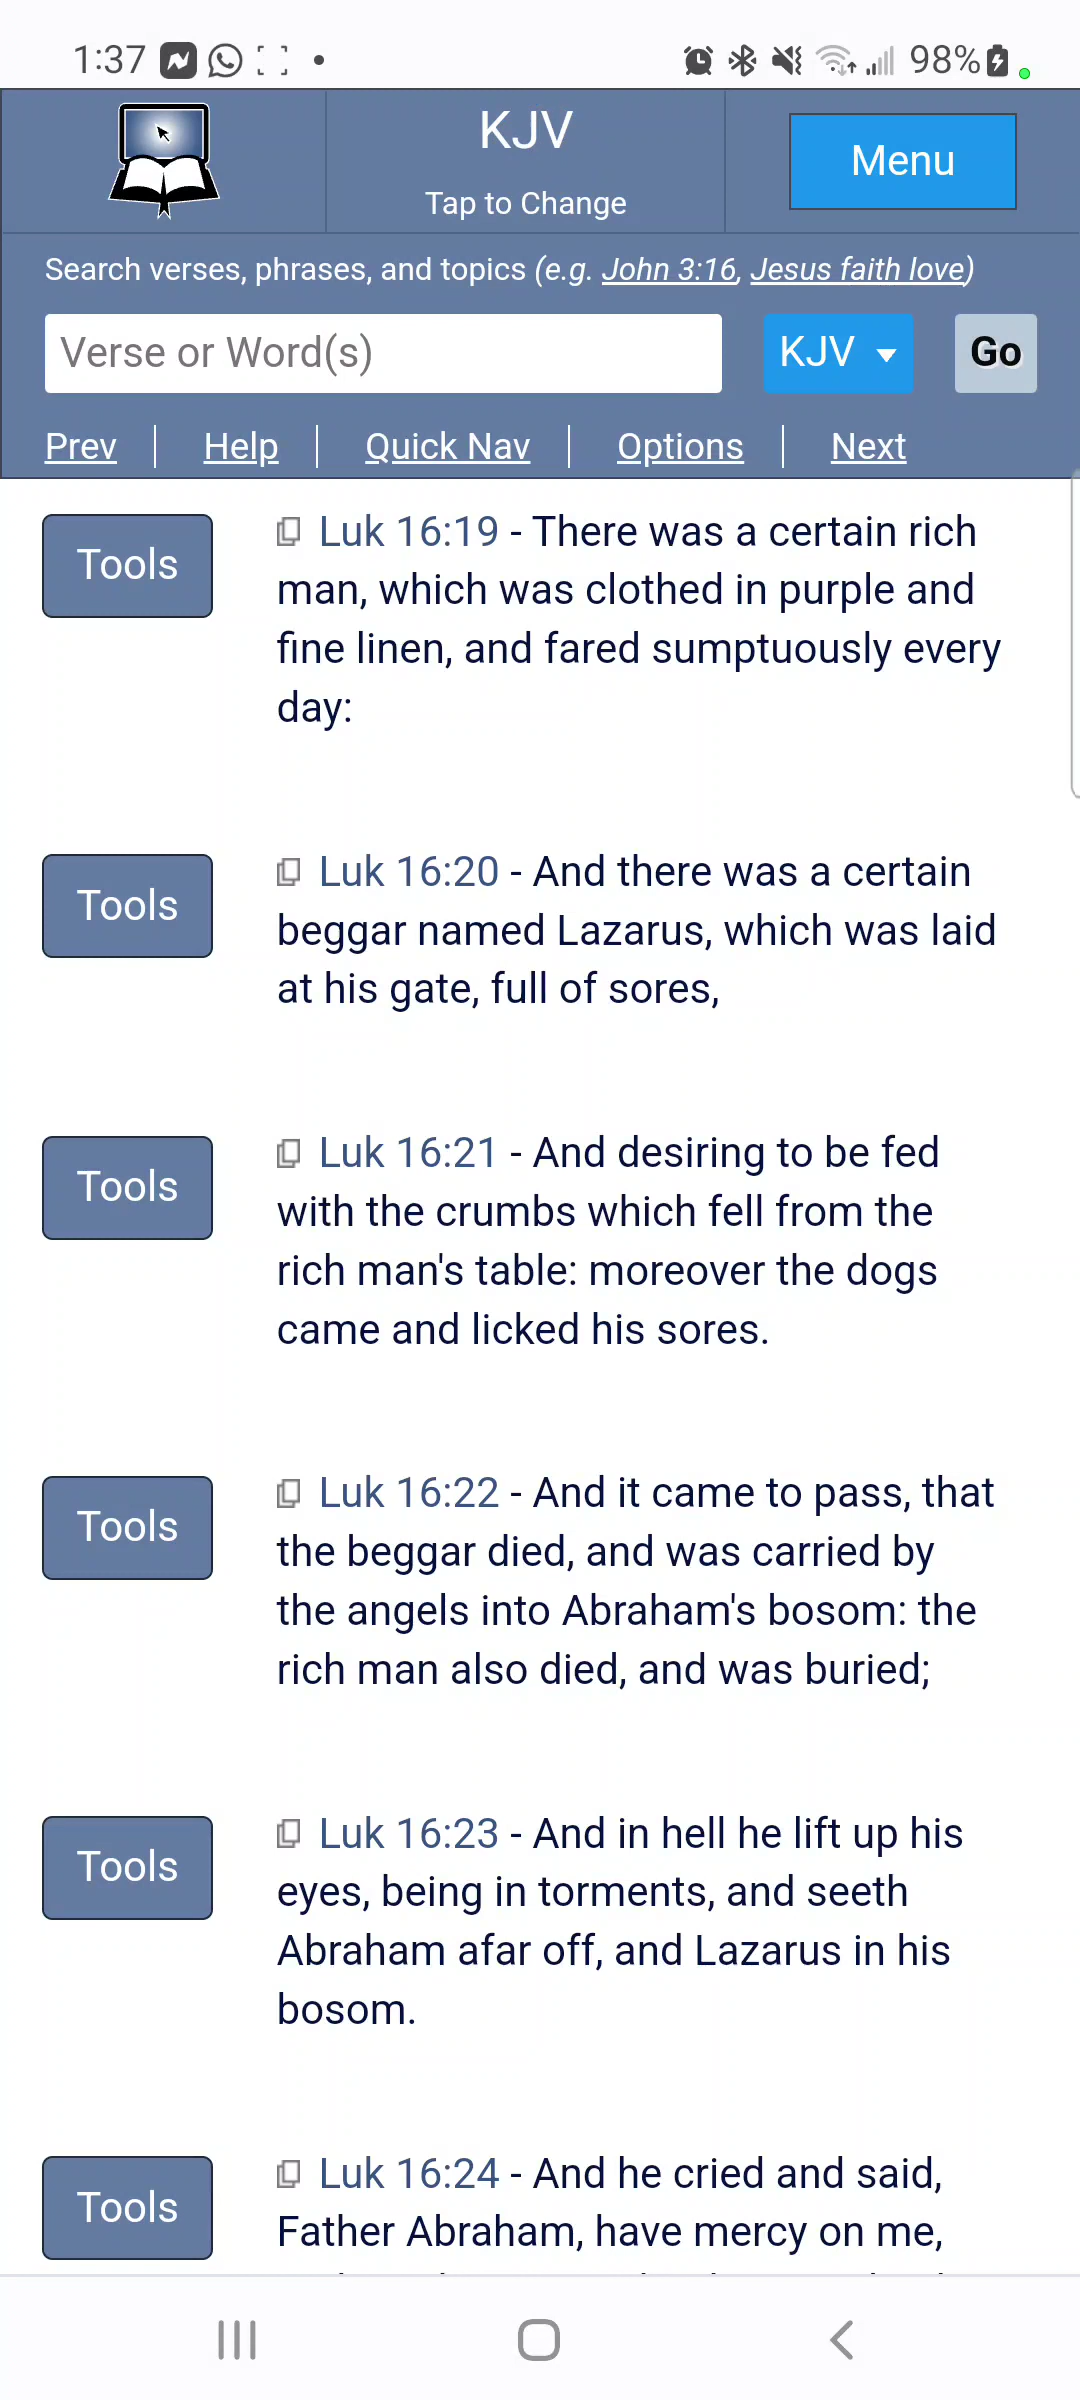 1:37
98%
KJV
Tap to Change
Menu
Search verses, phrases, and topics (e.g. John 3:16, Jesus faith love)
Verse or Word(s)
KJV
Go
Prev
Help
Quick Nav
Options
Next
Tools
Luk 16:19 - There was a certain rich
man, which was clothed in purple and
fine linen, and fared sumptuously every
day:
Tools
Luk 16:20 - And there was a certain
beggar named Lazarus, which was laid
at his gate, full of sores,
Tools
Luk 16:21 - And desiring to be fed
with the crumbs which fell from the
rich man's table: moreover the dogs
came and licked his sores.
Tools
Luk 16:22 - And it came to pass, that
the beggar died, and was carried by
the angels into Abraham's bosom: the
rich man also died, and was buried;
Tools
Luk 16:23 - And in hell he lift up his
eyes, being in torments, and seeth
Abraham afar off, and Lazarus in his
bosom.
Tools
Luk 16:24 - And he cried and said,
Father Abraham, have mercy on me,